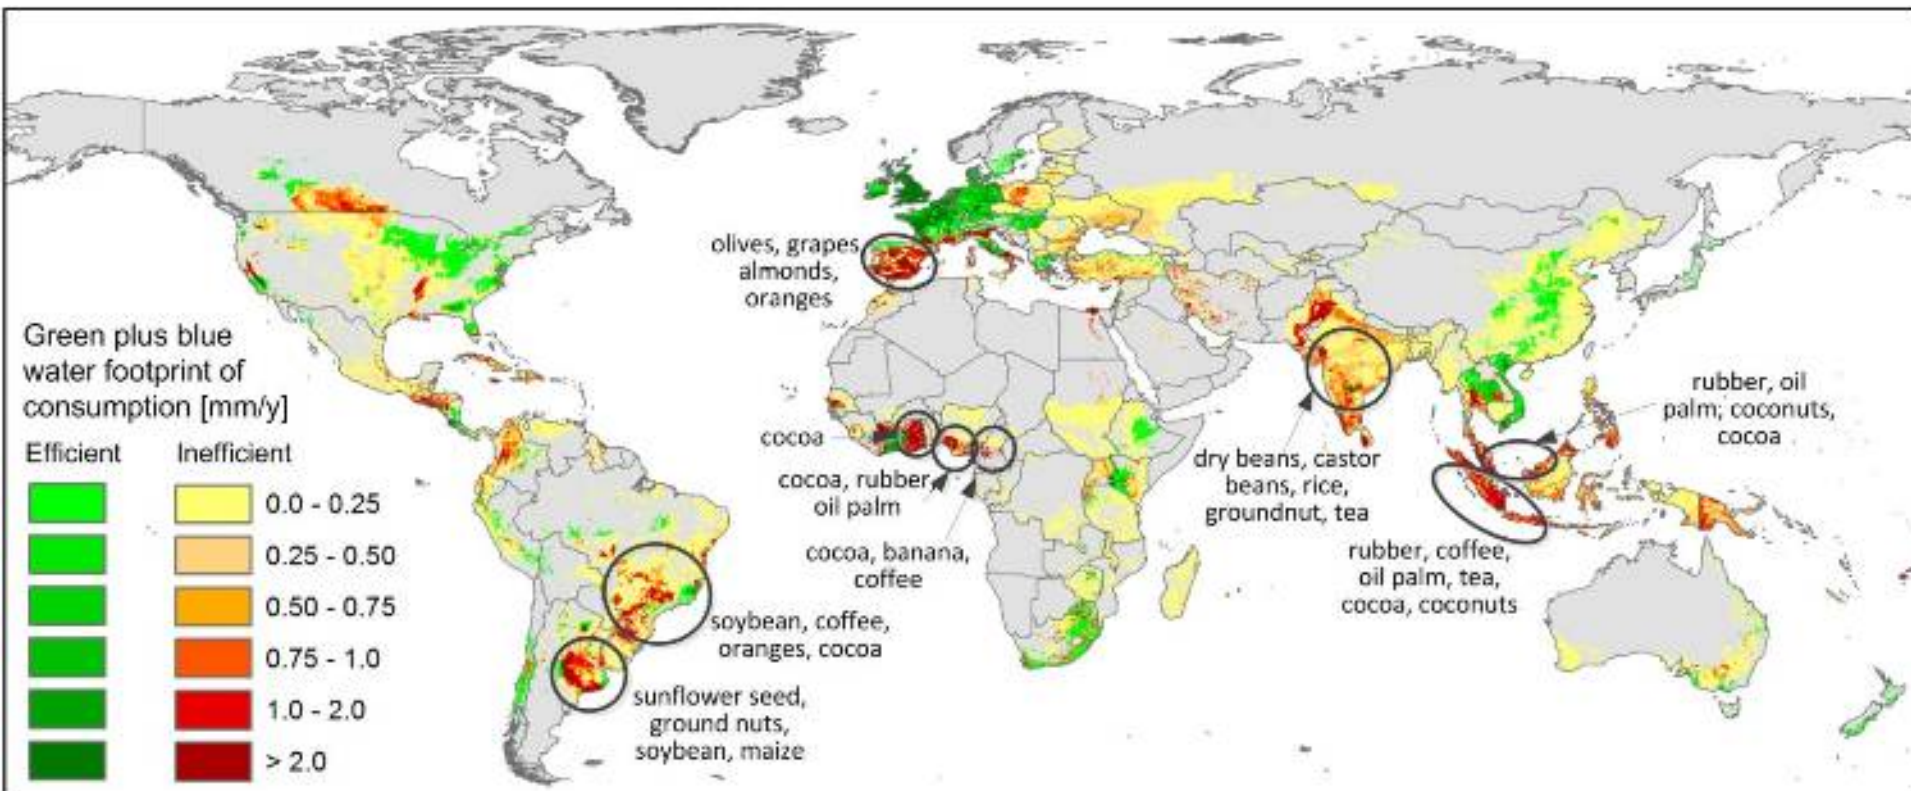 olives, grapes
almonds,
oranges
Green plus blue
water footprint of
consumption [mm/y]
Efficient
Inefficient
0.0 - 0.25
0.25 - 0.50
0.50 - 0.75
0.75 - 1.0
1.0 - 2.0
> 2.0
cocoa
cocoa, rubber,
oil palm
cocoa, banana,
coffee
soybean, coffee,
oranges, cocoa
sunflower seed,
ground nuts,
soybean, maize
dry beans, castor
beans, rice,
groundnut, tea
rubber, oil
palm; coconuts,
cocoa
rubber, coffee,
oil palm, tea,
cocoa, coconuts